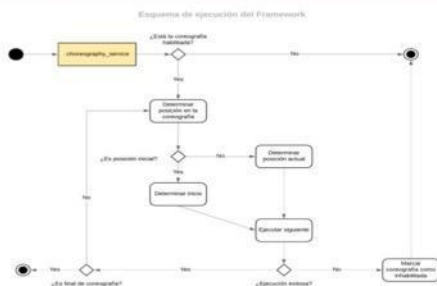 Esquema de ejecución del Framework
¿Está la coreografía
habilitada?
choreography_service
No
Yes
Determinar
posición en la
coreografía
¿Es posición inicial?
No
Determinar
posición actual
Yes
No
Determinar inicio
Ejecutar siguiente
Marcar
coreografía como
inhabilitada
Yes
Yes
No
¿Es final de coreografía?
¿Ejecución exitosa?